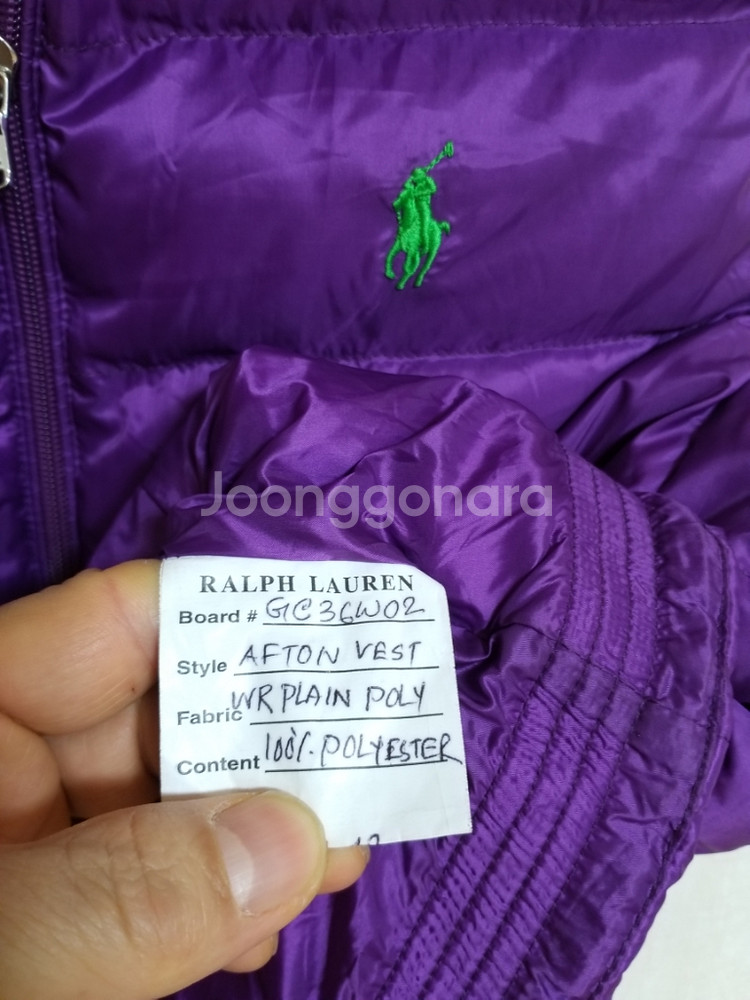 Joonggonara
RALPH LAUREN
Board # GC36W02
Style AFTON VEST
Fabric WR PLAIN POLY
Content 100% POLYESTER